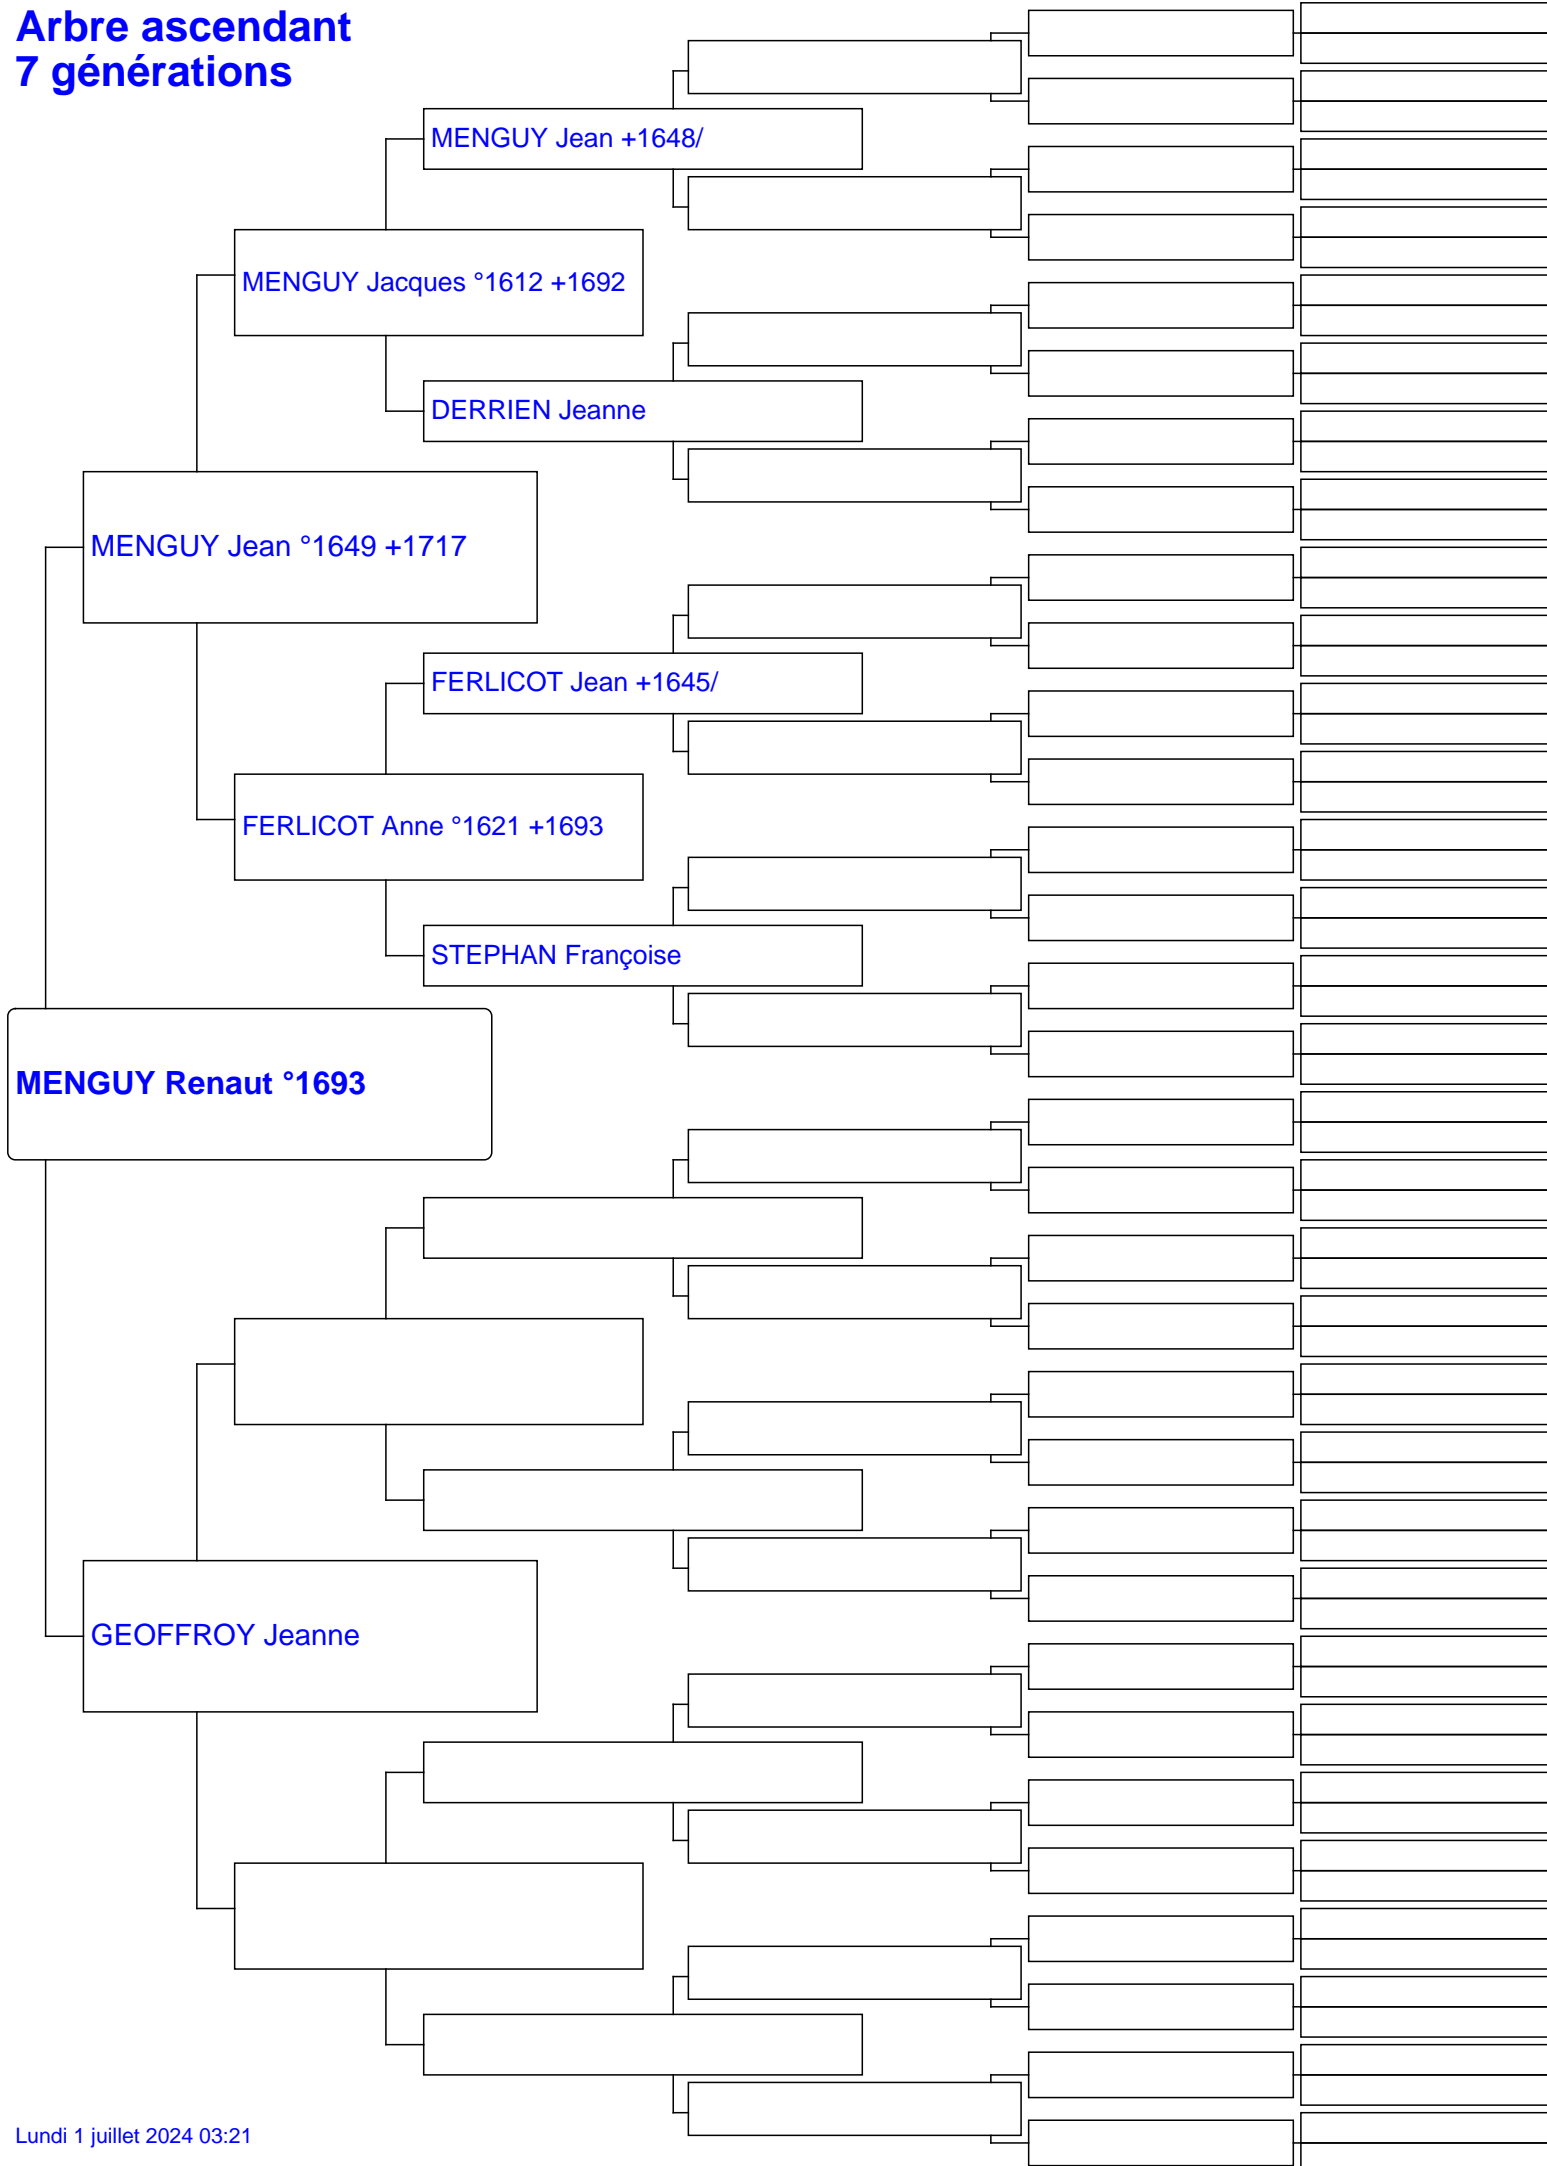 Arbre ascendant
7 générations
MENGUY Jean +1648/
MENGUY Jacques °1612 +1692
DERRIEN Jeanne
MENGUY Jean °1649 +1717
FERLICOT Jean +1645/
FERLICOT Anne °1621 +1693
STEPHAN Françoise
MENGUY Renaut °1693
GEOFFROY Jeanne
Lundi 1 juillet 2024 03:21